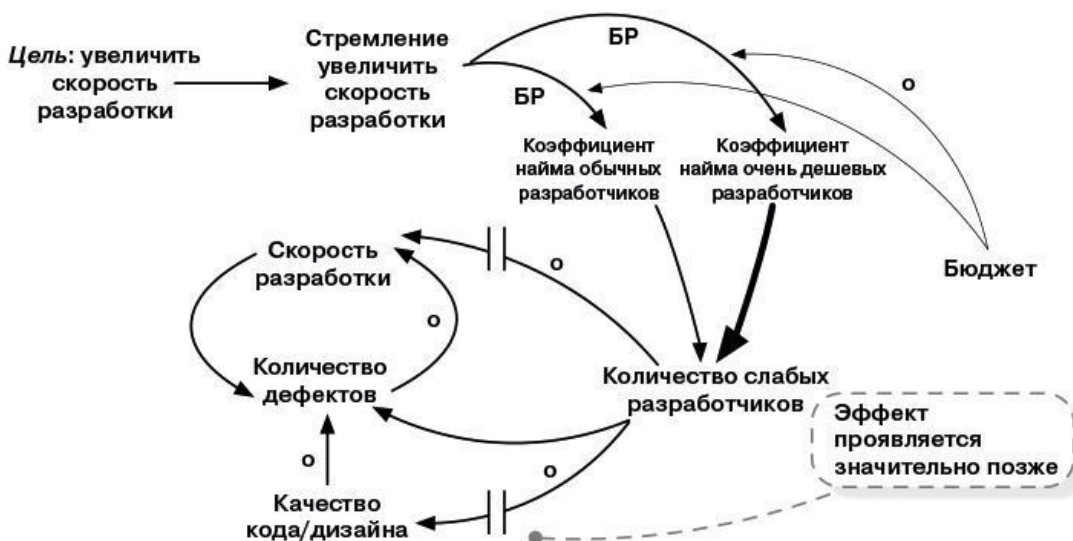 Цель: увеличить
скорость
разработки
Стремление
увеличить
скорость
разработки
БР
БР
о
Коэффициент
найма обычных
разработчиков
Коэффициент
найма очень дешевых
разработчиков
Бюджет
Скорость
разработки
о
о
Количество
дефектов
Количество слабых
разработчиков
Эффект
проявляется
значительно позже
о
о
Качество
кода/дизайна